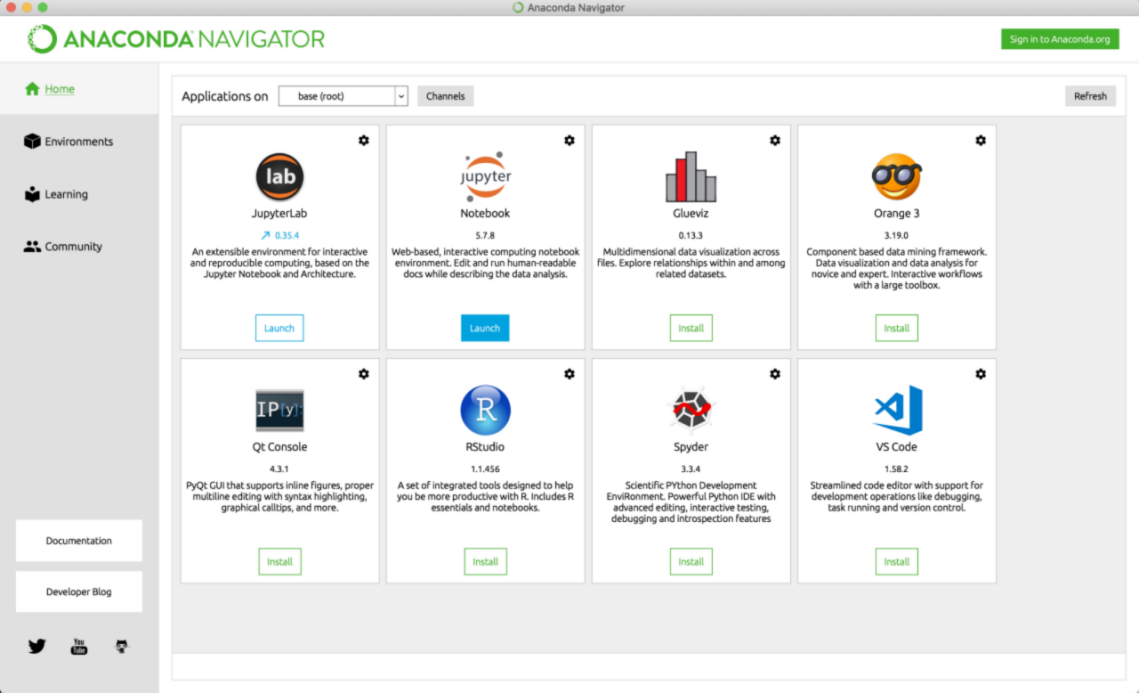 Anaconda Navigator
ANACONDA NAVIGATOR
Sign in to Anaconda.org
Home
Environments
Learning
Community
Documentation
Developer Blog
You
Tube
Applications on
base (root)
Channels
Refresh
lab
JupyterLab
0.35.4
An extensible environment for interactive
and reproducible computing, based on the
Jupyter Notebook and Architecture.
Launch
jupyter
Notebook
5.7.8
Web-based, interactive computing notebook
environment. Edit and run human-readable
docs while describing the data analysis.
Launch
Glueviz
0.13.3
Multidimensional data visualization across
files. Explore relationships within and among
related datasets.
Install
Orange 3
3.19.0
Component based data mining framework.
Data visualization and data analysis for
novice and expert. Interactive workflows
with a large toolbox.
Install
IP[y]:
Qt Console
4.3.1
PyQt GUI that supports inline figures, proper
multiline editing with syntax highlighting,
graphical calltips, and more.
Install
R
RStudio
1.1.456
A set of integrated tools designed to help
you be more productive with R. Includes R
essentials and notebooks.
Install
Spyder
3.3.4
Scientific PYthon Development
EnviRonment. Powerful Python IDE with
advanced editing, interactive testing,
debugging and introspection features
Install
VS Code
1.58.2
Streamlined code editor with support for
development operations like debugging,
task running and version control.
Install